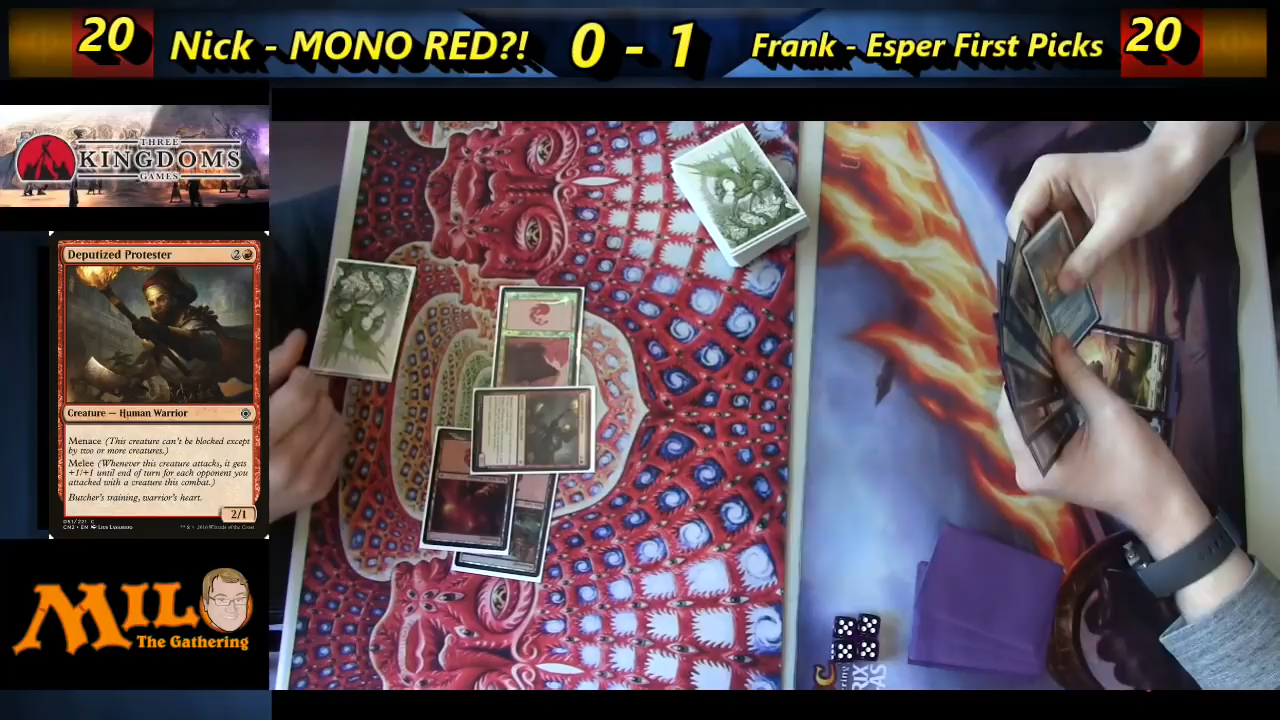 20
Nick - MONO RED?!
0 - 1
Frank - Esper First Picks
20
THREE
KINGDOMS
GAMES
Deputized Protester
2
Creature — Human Warrior
Menace (This creature can't be blocked except
by two or more creatures.)
Melee (Whenever this creature attacks, it gets
+1/+1 until end of turn for each opponent you
attacked with a creature this combat.)
Butcher's training, warrior's heart.
2/1
MILO
The Gathering